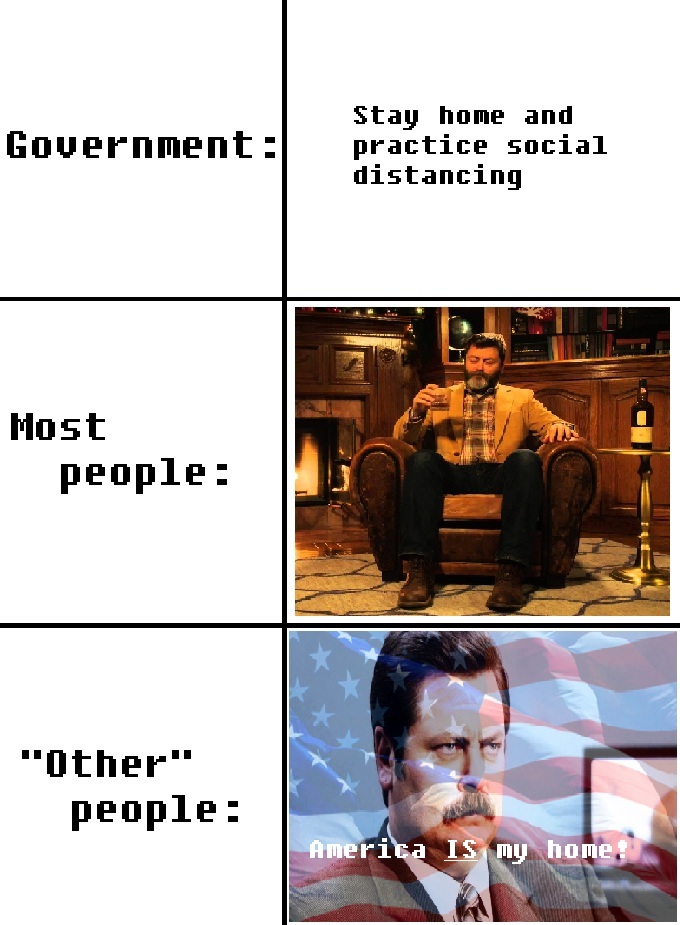 Government:
Stay home and
practice social
distancing
Most
people:
"Other"
people:
America IS my home!